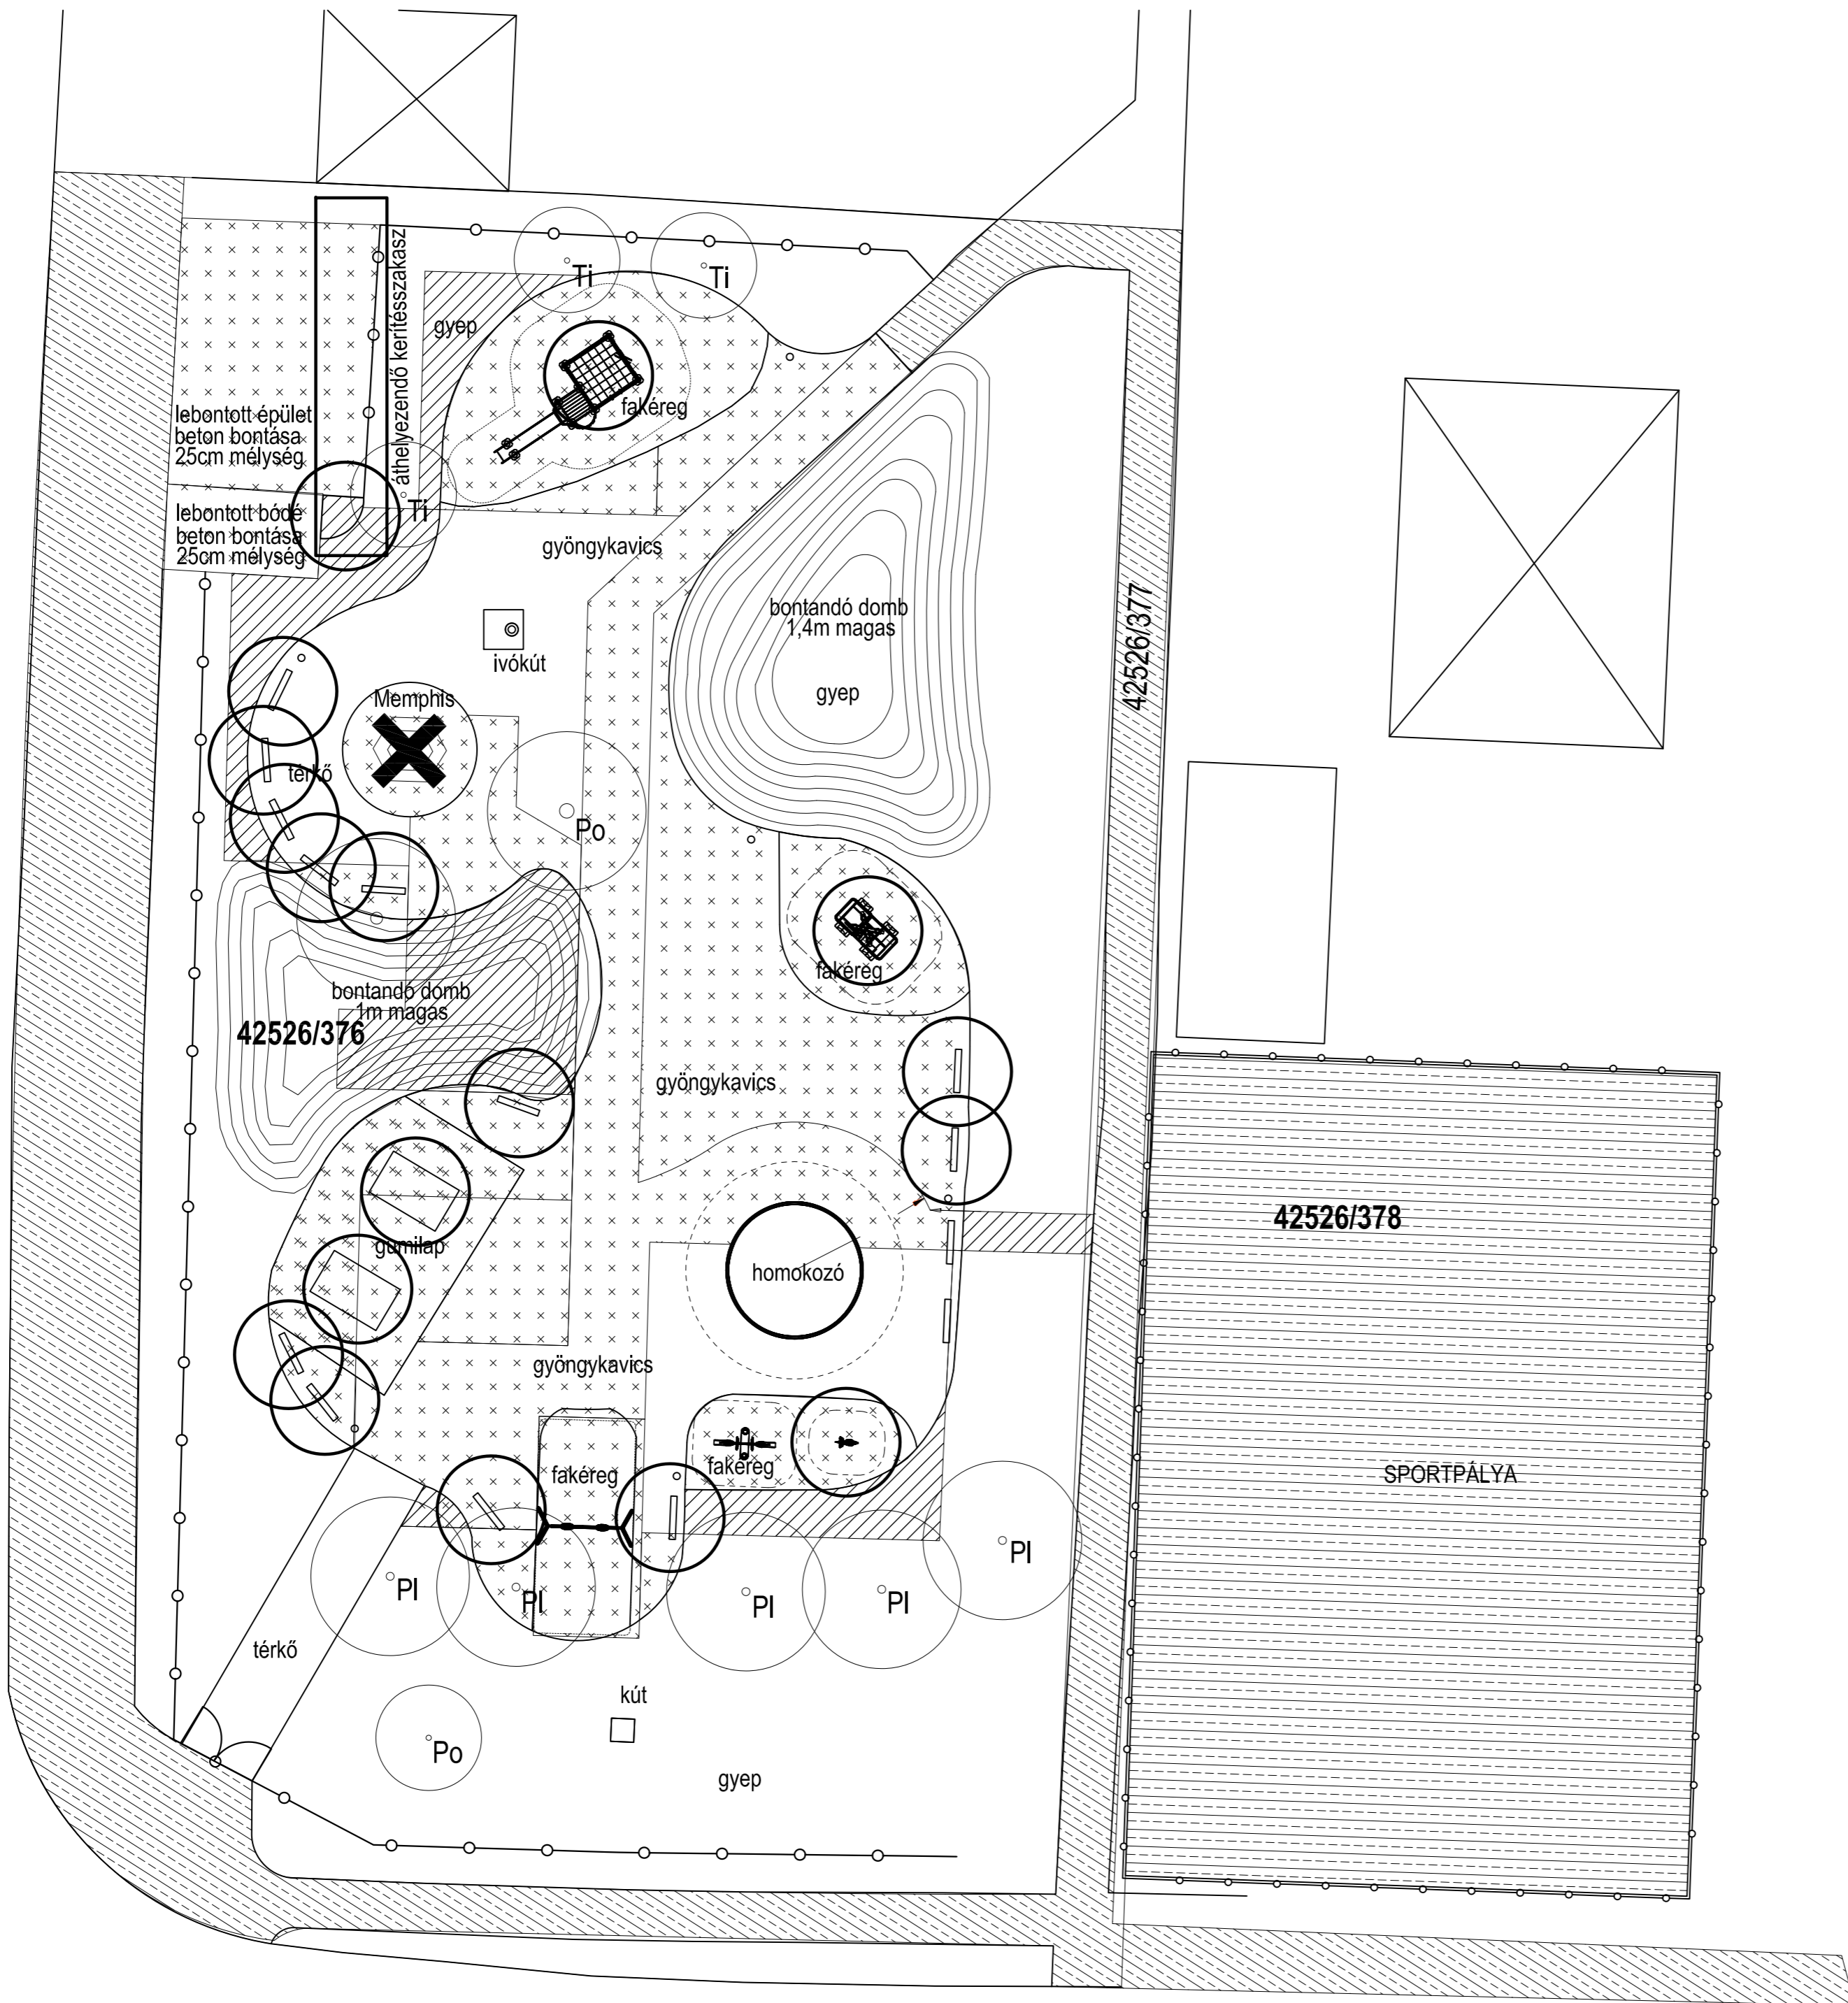 Ti
Ti
áthelyezendő kerítésszakasz
gyep
fakéreg
lebontott épület
beton bontása
25cm mélység
Ti
lebontott bódé
beton bontása
25cm mélység
gyöngykavics
bontandó domb
1,4m magas
42526/377
ivókút
gyep
Memphis
térkő
Po
fakéreg
bontandó domb
1m magas
42526/376
gyöngykavics
42526/378
gumilap
homokozó
gyöngykavics
fakéreg
fakéreg
SPORTPÁLYA
Pl
Pl
Pl
Pl
Pl
térkő
kút
Po
gyep